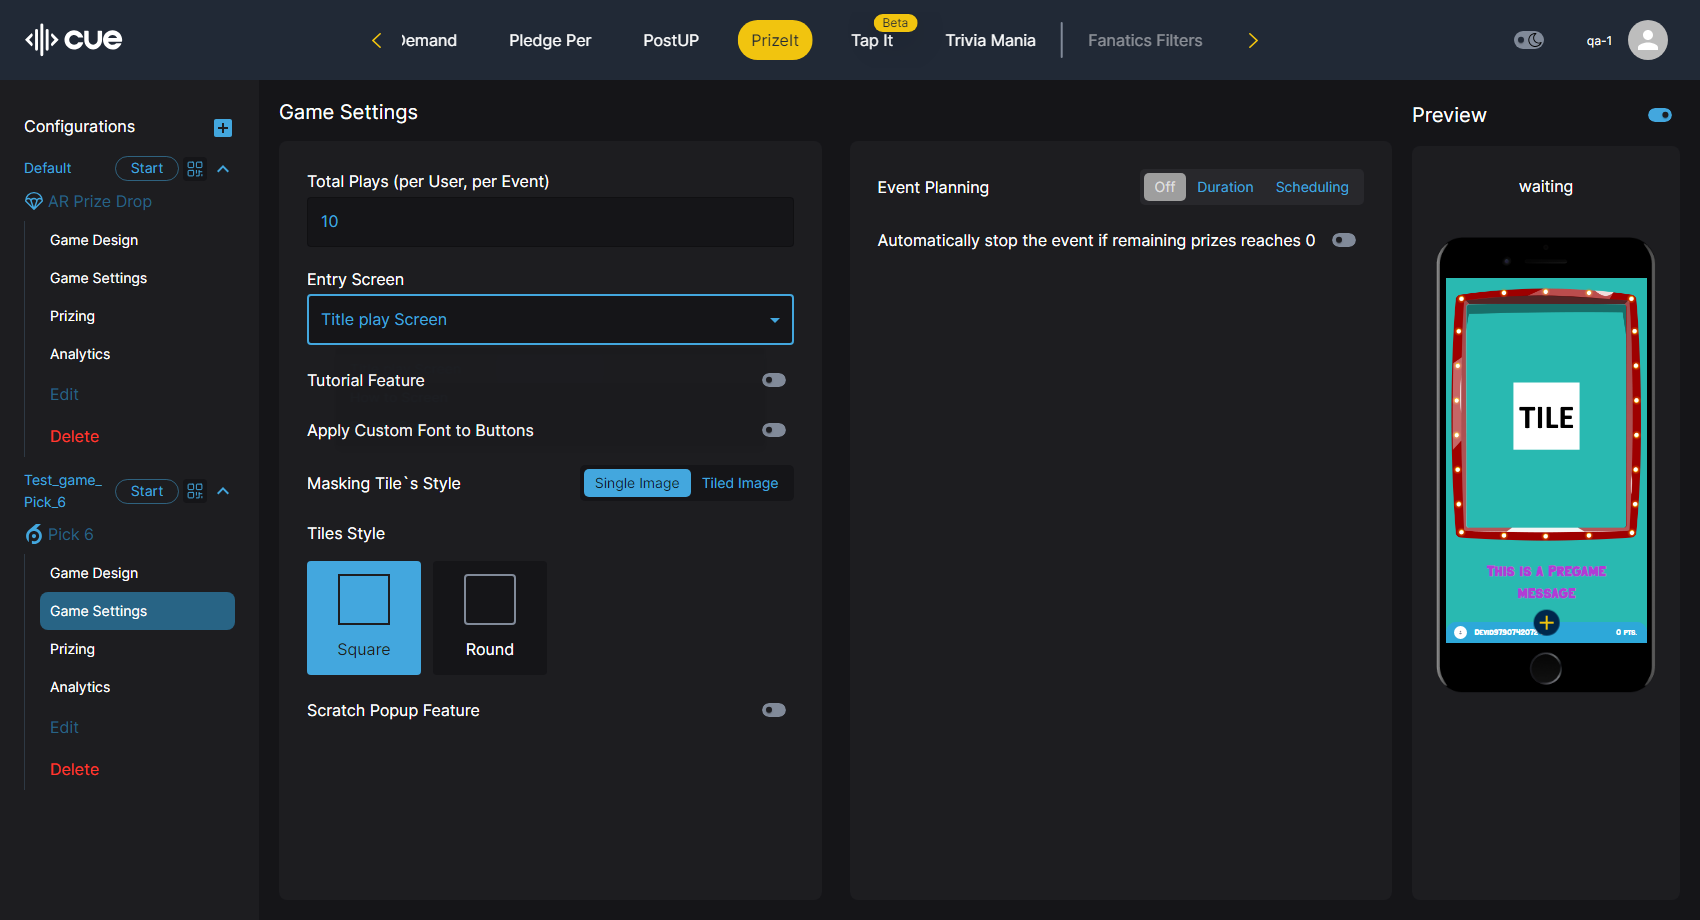 cue
Demand
Pledge Per
PostUP
PrizeIt
Beta
Tap It
Trivia Mania
Fanatics Filters
qa-1
Configurations
Default
Start
AR Prize Drop
Game Design
Game Settings
Prizing
Analytics
Edit
Delete
Test_game_
Pick_6
Start
Pick 6
Game Design
Game Settings
Prizing
Analytics
Edit
Delete
Game Settings
Total Plays (per User, per Event)
10
Entry Screen
Title play Screen
Tutorial Feature
Apply Custom Font to Buttons
Masking Tile`s Style
Single Image
Tiled Image
Tiles Style
Square
Round
Scratch Popup Feature
Event Planning
Off
Duration
Scheduling
Automatically stop the event if remaining prizes reaches 0
Preview
waiting
TILE
This is a Pregame
message
0 pts.